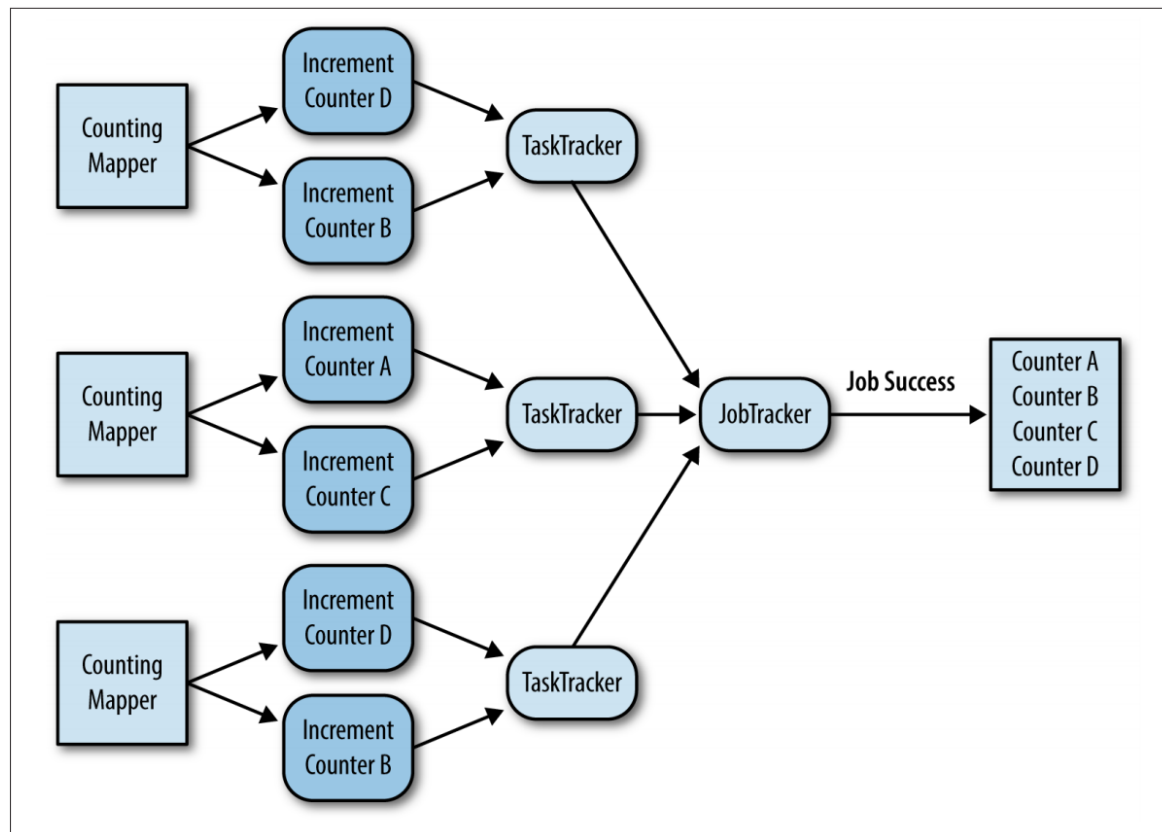 Counting
Mapper
Increment
Counter D
Increment
Counter B
TaskTracker
Counting
Mapper
Increment
Counter A
Increment
Counter C
TaskTracker
JobTracker
Job Success
Counter A
Counter B
Counter C
Counter D
Counting
Mapper
Increment
Counter D
Increment
Counter B
TaskTracker